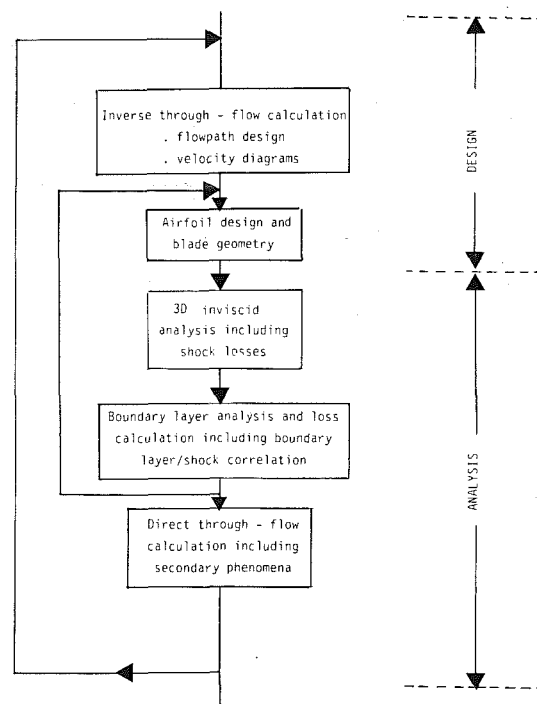 Inverse through - flow calculation
. flowpath design
. velocity diagrams
Airfoil design and
blade geometry
3D inviscid
analysis including
shock losses
Boundary layer analysis and loss
calculation including boundary
layer/shock correlation
Direct through - flow
calculation including
secondary phenomena
DESIGN
ANALYSIS